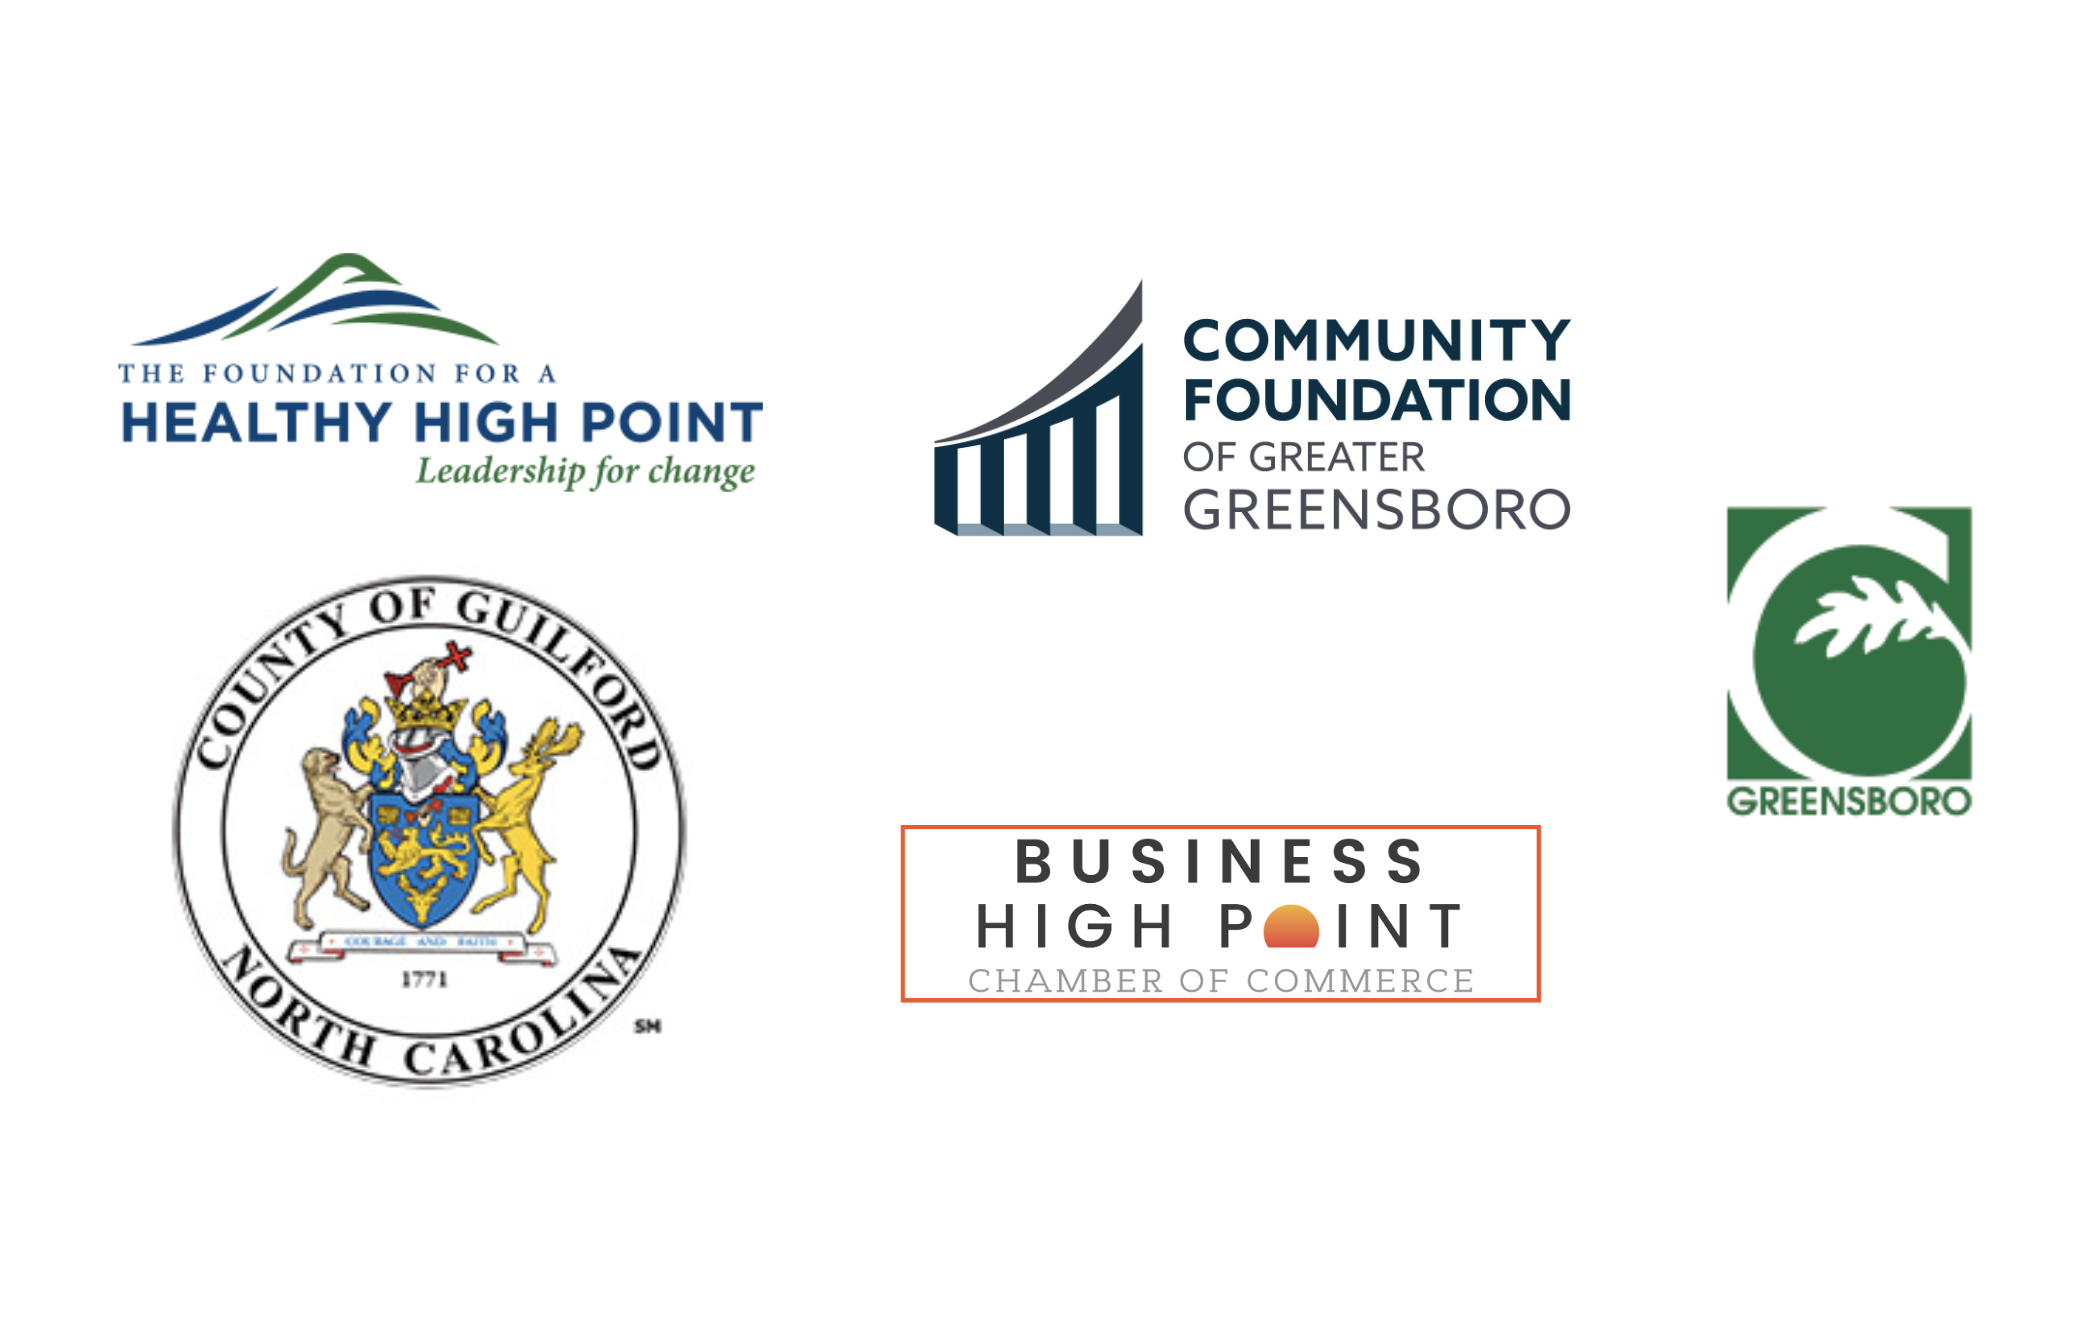 THE FOUNDATION FOR A
HEALTHY HIGH POINT
Leadership for change
COMMUNITY
FOUNDATION
OF GREATER
GREENSBORO
GREENSBORO
COUNTY OF GUILFORD
COURAGE AND FAITH
1771
NORTH CAROLINA
SM
BUSINESS
HIGH POINT
CHAMBER OF COMMERCE